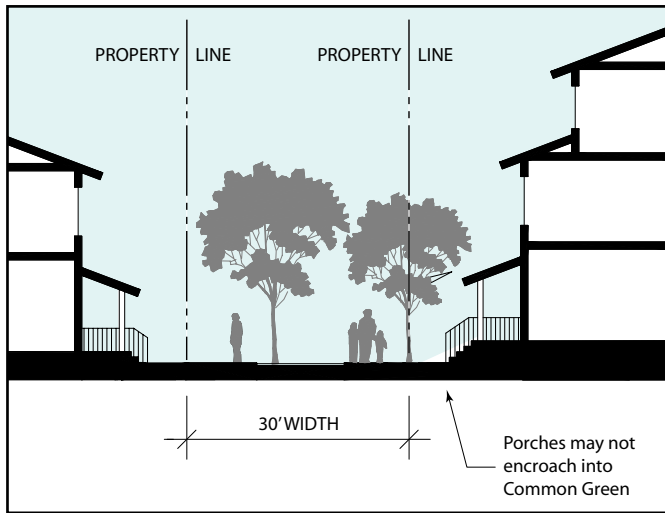 PROPERTY LINE
PROPERTY LINE
30' WIDTH
Porches may not
encroach into
Common Green